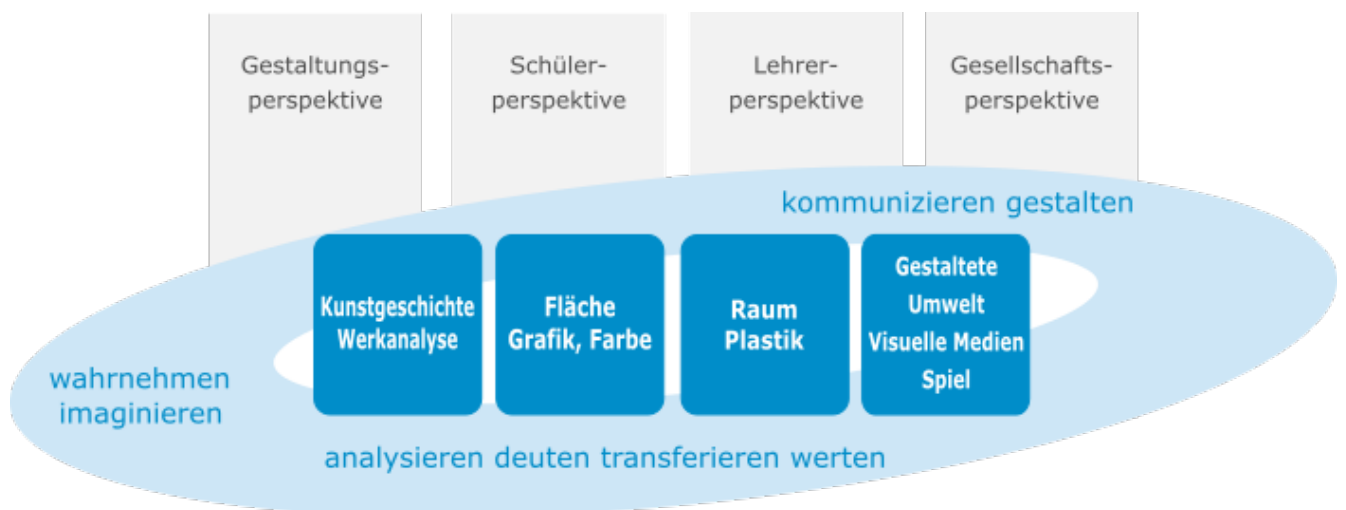 Gestaltungs-
perspektive
Schüler-
perspektive
Lehrer-
perspektive
Gesellschafts-
perspektive
kommunizieren gestalten
Kunstgeschichte
Werkanalyse
Fläche
Grafik, Farbe
Raum
Plastik
Gestaltete
Umwelt
Visuelle Medien
Spiel
wahrnehmen
imaginieren
analysieren deuten transferieren werten